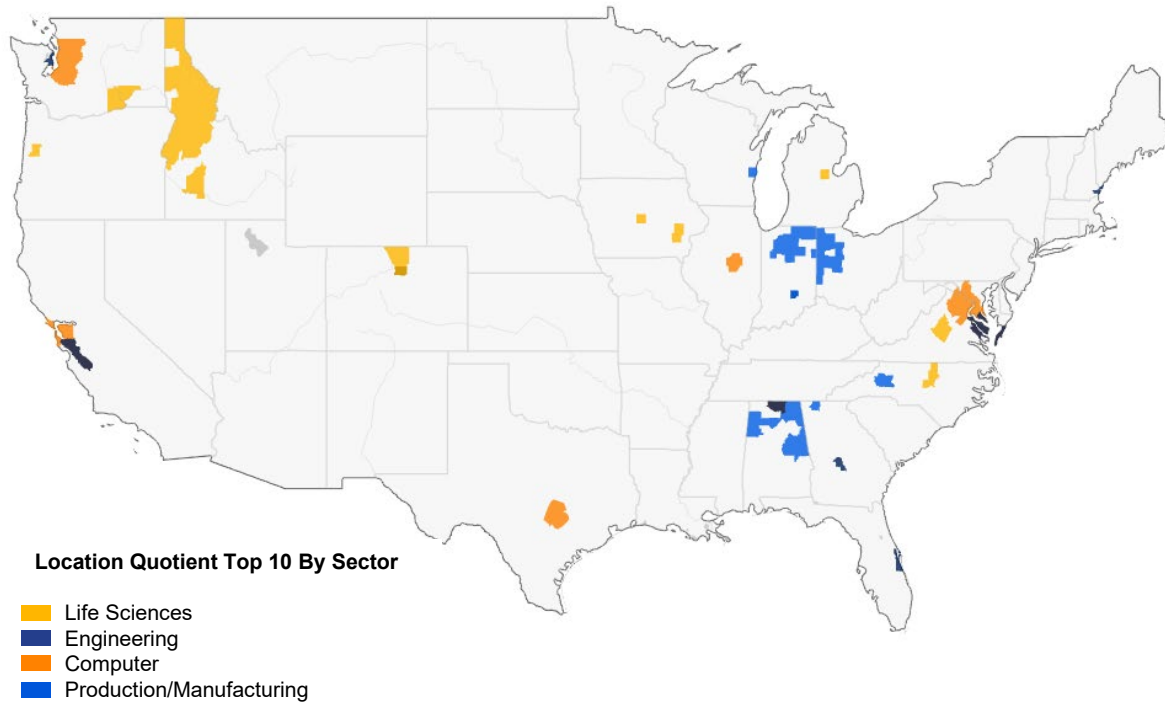 Location Quotient Top 10 By Sector
Life Sciences
Engineering
Computer
Production/Manufacturing